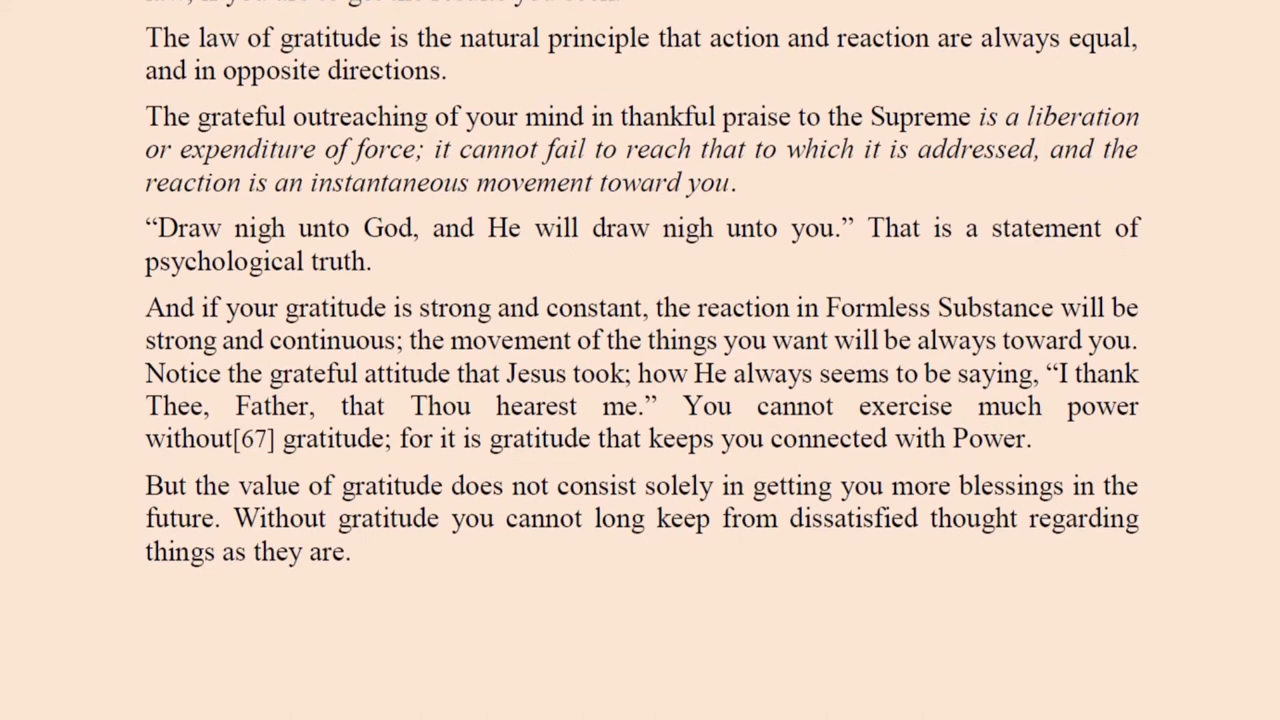 The law of gratitude is the natural principle that action and reaction are always equal,
and in opposite directions.
The grateful outreaching of your mind in thankful praise to the Supreme is a liberation
or expenditure of force; it cannot fail to reach that to which it is addressed, and the
reaction is an instantaneous movement toward you.
“Draw nigh unto God, and He will draw nigh unto you.” That is a statement of
psychological truth.
And if your gratitude is strong and constant, the reaction in Formless Substance will be
strong and continuous; the movement of the things you want will be always toward you.
Notice the grateful attitude that Jesus took; how He always seems to be saying, “I thank
Thee, Father, that Thou hearest me.” You cannot exercise much power
without[67] gratitude; for it is gratitude that keeps you connected with Power.
But the value of gratitude does not consist solely in getting you more blessings in the
future. Without gratitude you cannot long keep from dissatisfied thought regarding
things as they are.